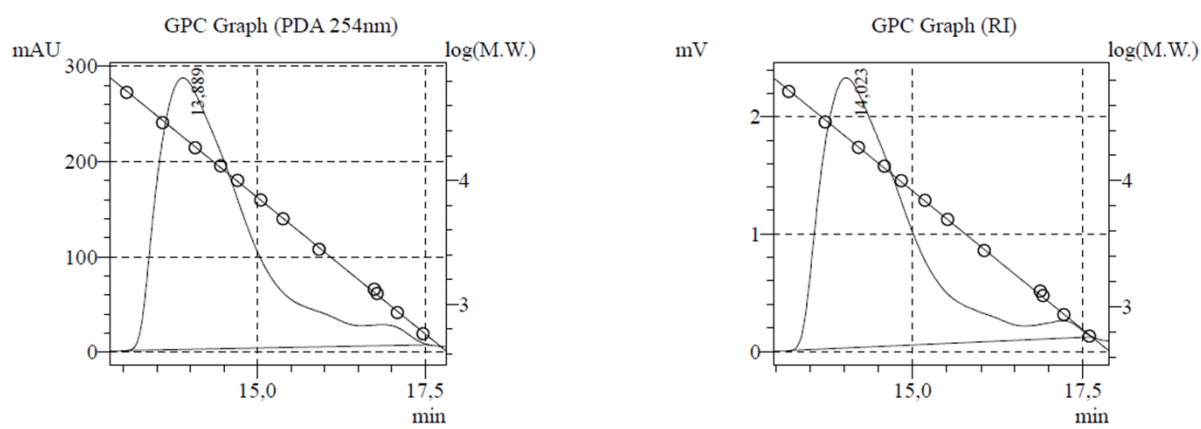 GPC Graph (PDA 254nm)
mAU
log(M.W.)
300
13,889
200
4
100
3
0
15,0
17,5
min
GPC Graph (RI)
mV
log(M.W.)
14,023
2
4
1
3
0
15,0
17,5
min